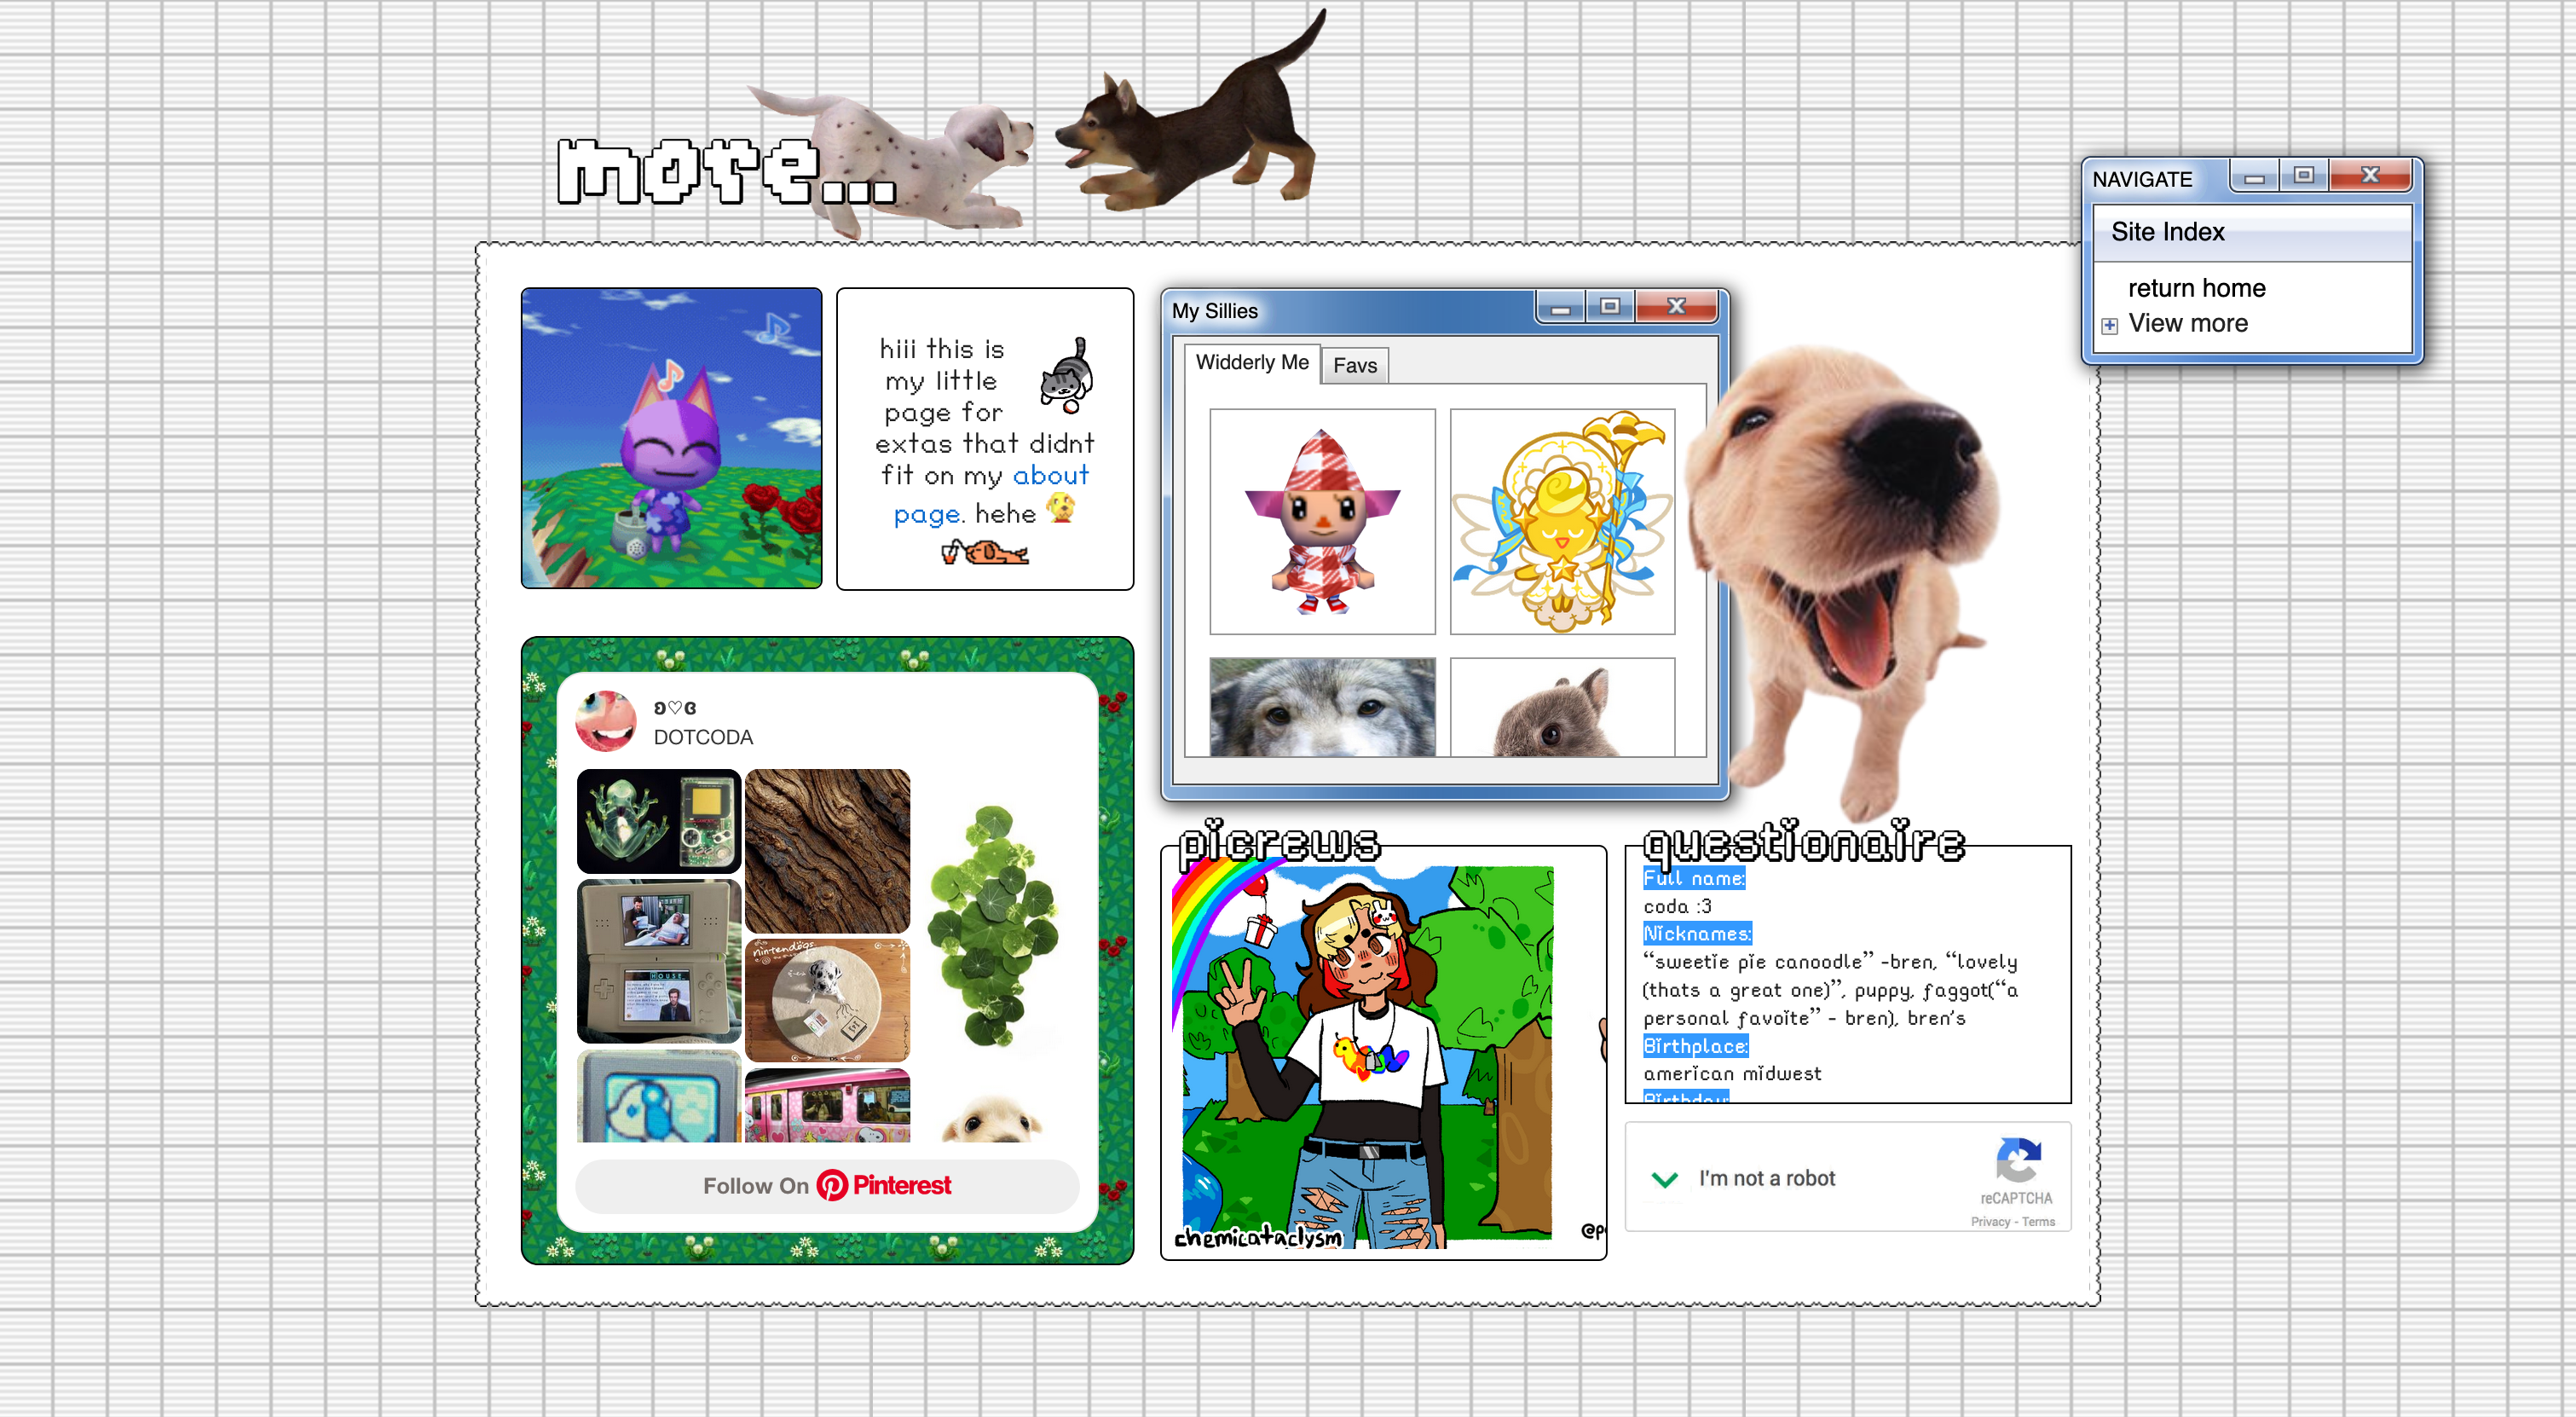 more...
NAVIGATE
Site Index
return home
View more
hiii this is
my little
page for
extas that didnt
fit on my about
page. hehe
My Sillies
Widderly Me
Favs
ʚ♡ɞ
DOTCODA
nintendogs
HOUSE
Follow On Pinterest
picrews
chemicataclysm
@p
questionaire
Full name:
coda :3
Nicknames:
“sweetie pie canoodle” -bren, “lovely
(thats a great one)”, puppy, faggot(“a
personal favoite” - bren), bren's
Birthplace:
american midwest
Birthday:
I'm not a robot
reCAPTCHA
Privacy - Terms